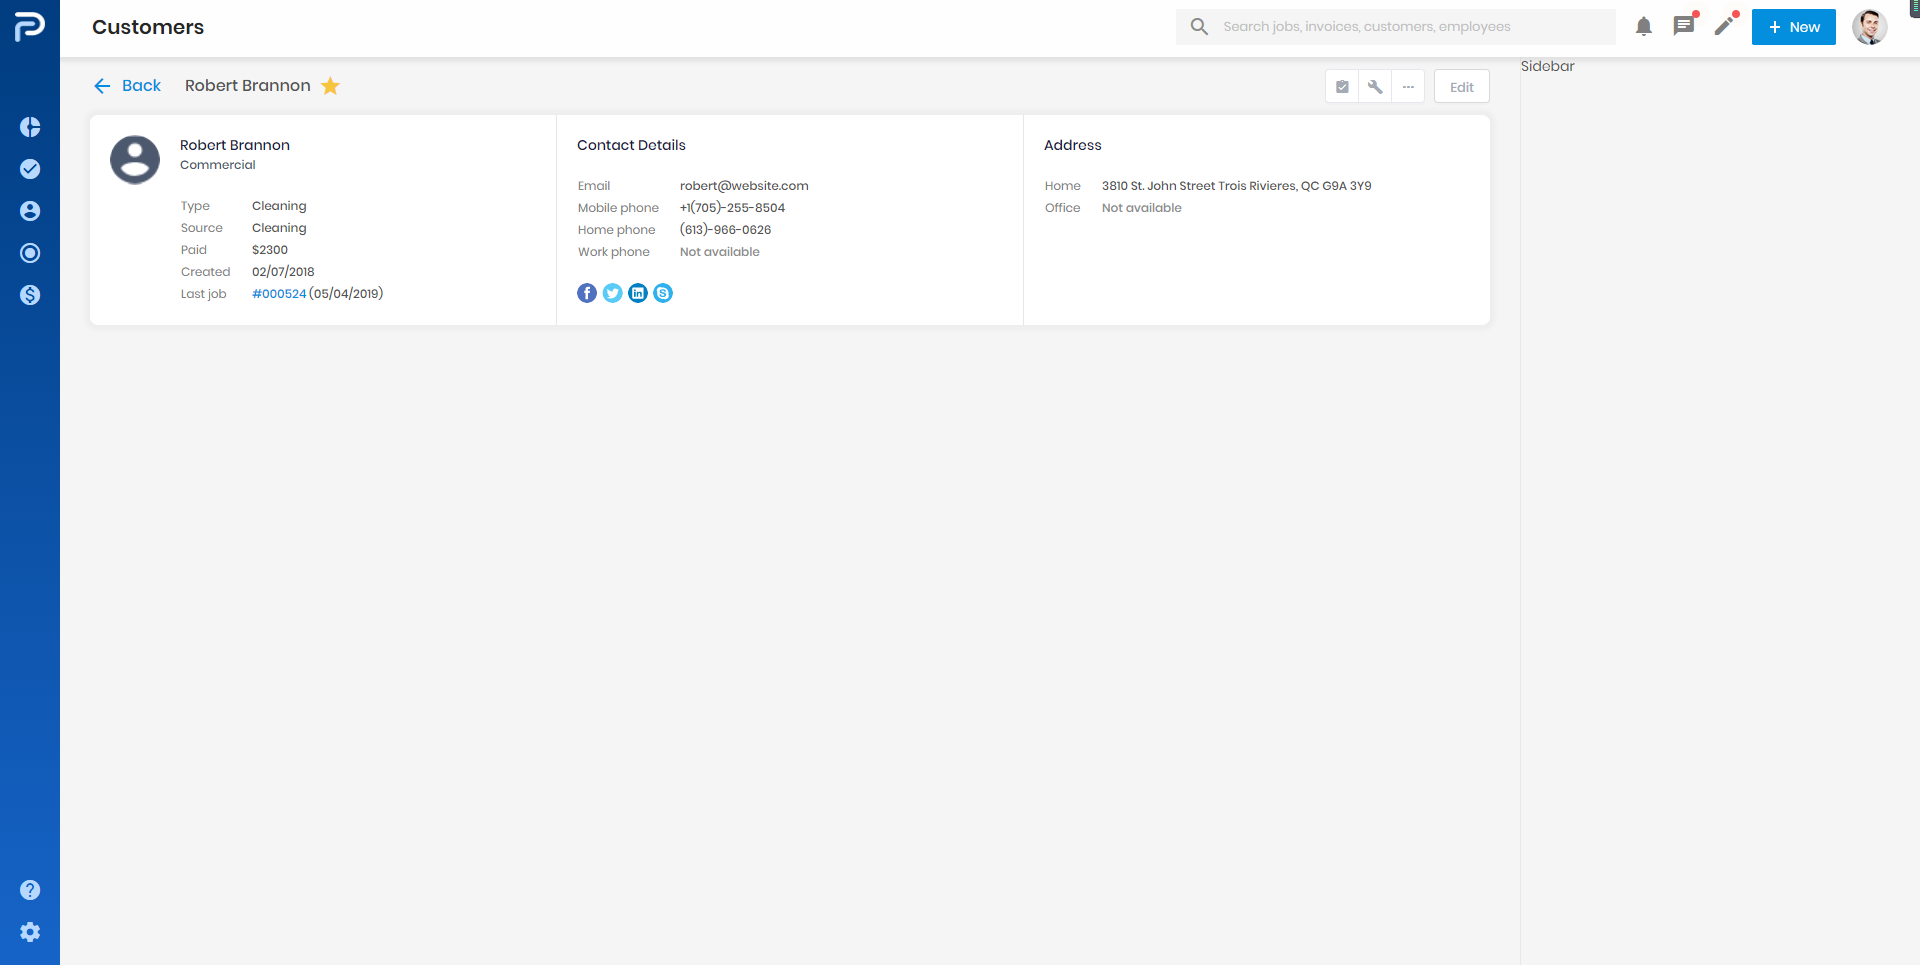 Customers
Search jobs, invoices, customers, employees
+ New
Back
Robert Brannon
Edit
Sidebar
Robert Brannon
Commercial
Type Cleaning
Source Cleaning
Paid $2300
Created 02/07/2018
Last job #000524 (05/04/2019)
Contact Details
Email robert@website.com
Mobile phone +1(705)-255-8504
Home phone (613)-966-0626
Work phone Not available
Address
Home 3810 St. John Street Trois Rivieres, QC G9A 3Y9
Office Not available